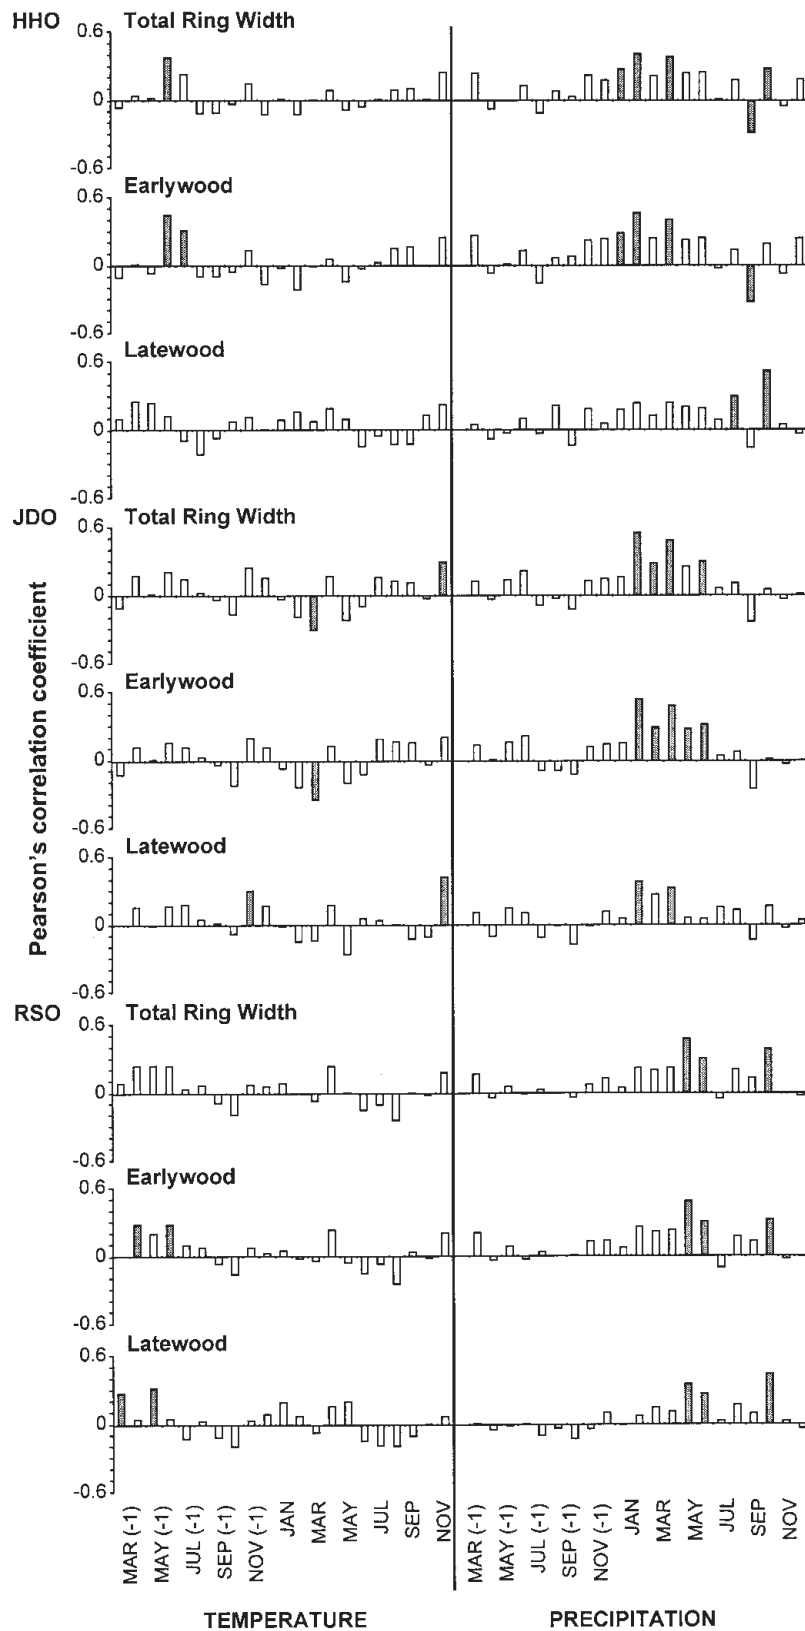 HHO Total Ring Width
0.6
0
-0.6
Earlywood
0.6
0
-0.6
Latewood
0.6
0
-0.6
JDO Total Ring Width
0.6
0
-0.6
Earlywood
0.6
0
-0.6
Latewood
0.6
0
-0.6
RSO Total Ring Width
0.6
0
-0.6
Earlywood
0.6
0
-0.6
Latewood
0.6
0
-0.6
Pearson's correlation coefficient
MAR (-1)
MAY (-1)
JUL (-1)
SEP (-1)
NOV (-1)
JAN
MAR
MAY
JUL
SEP
NOV
MAR (-1)
MAY (-1)
JUL (-1)
SEP (-1)
NOV (-1)
JAN
MAR
MAY
JUL
SEP
NOV
TEMPERATURE PRECIPITATION